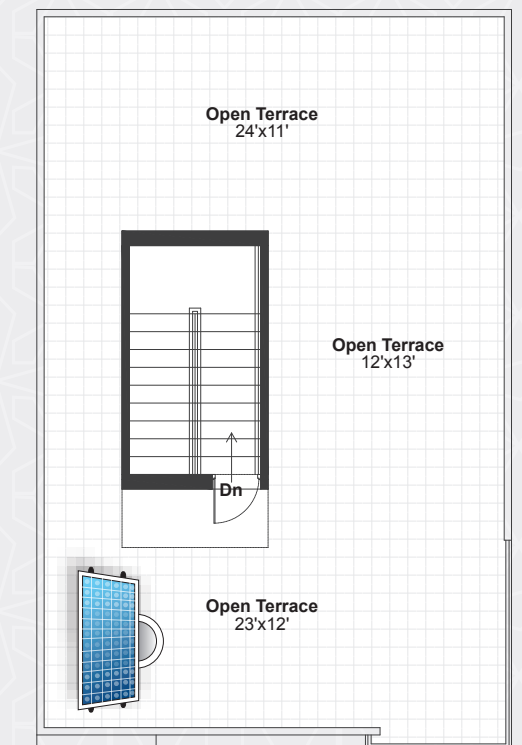 Open Terrace
24'x11'
Open Terrace
12'x13'
Dn
Open Terrace
23'x12'